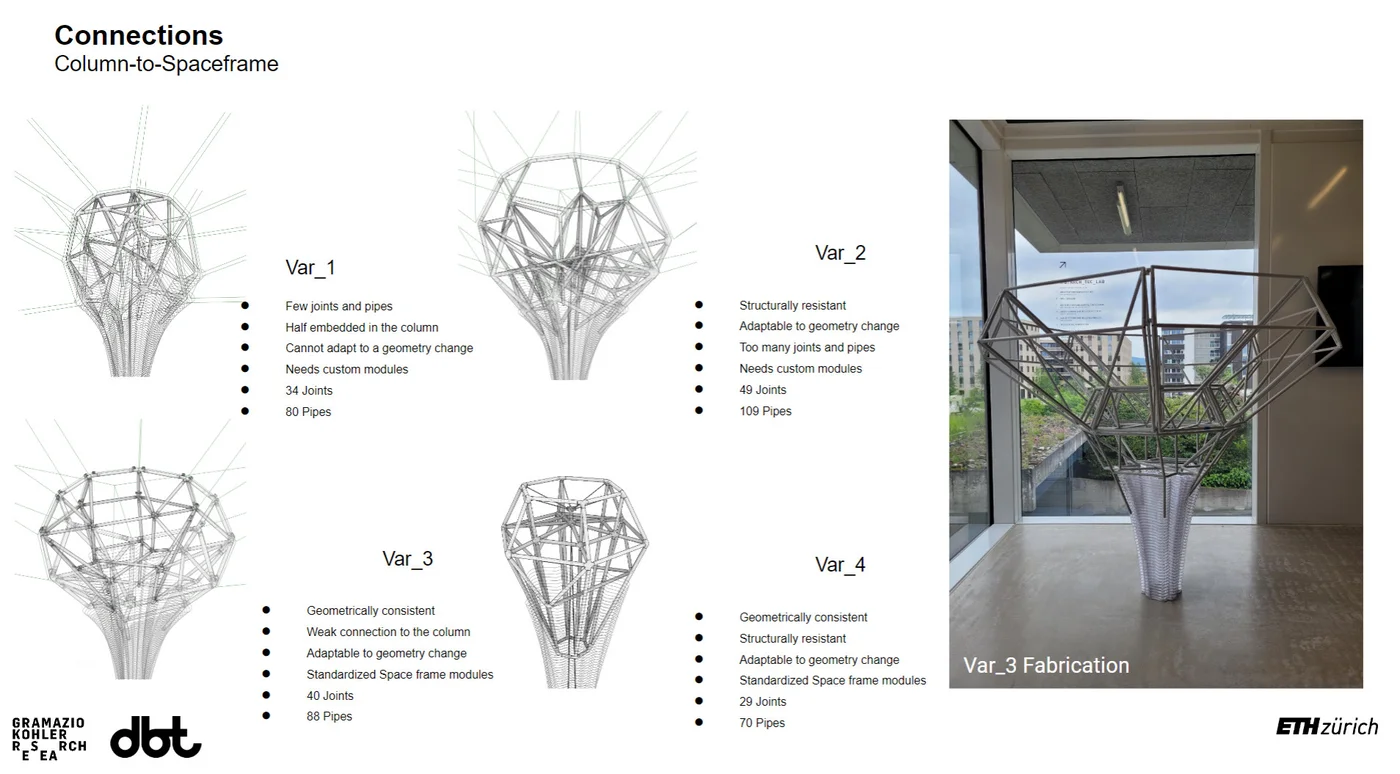 Connections
Column-to-Spaceframe
Var_1
Few joints and pipes
Half embedded in the column
Cannot adapt to a geometry change
Needs custom modules
34 Joints
80 Pipes
Var_2
Structurally resistant
Adaptable to geometry change
Too many joints and pipes
Needs custom modules
49 Joints
109 Pipes
Var_3
Geometrically consistent
Weak connection to the column
Adaptable to geometry change
Standardized Space frame modules
40 Joints
88 Pipes
Var_4
Geometrically consistent
Structurally resistant
Adaptable to geometry change
Standardized Space frame modules
29 Joints
70 Pipes
Var_3 Fabrication
GRAMAZIO
KOHLER
R S RCH
E EA
dbt
ETH zürich